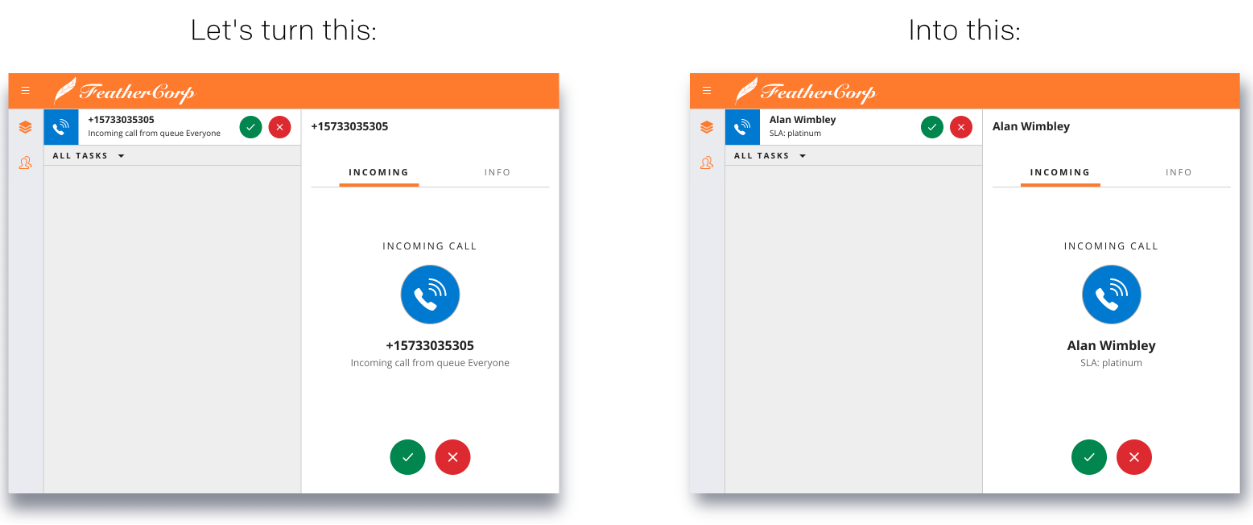 Let's turn this:
FeatherCorp
+15733035305
Incoming call from queue Everyone
ALL TASKS
+15733035305
INCOMING INFO
INCOMING CALL
+15733035305
Incoming call from queue Everyone
Into this:
FeatherCorp
Alan Wimbley
SLA: platinum
ALL TASKS
Alan Wimbley
INCOMING INFO
INCOMING CALL
Alan Wimbley
SLA: platinum